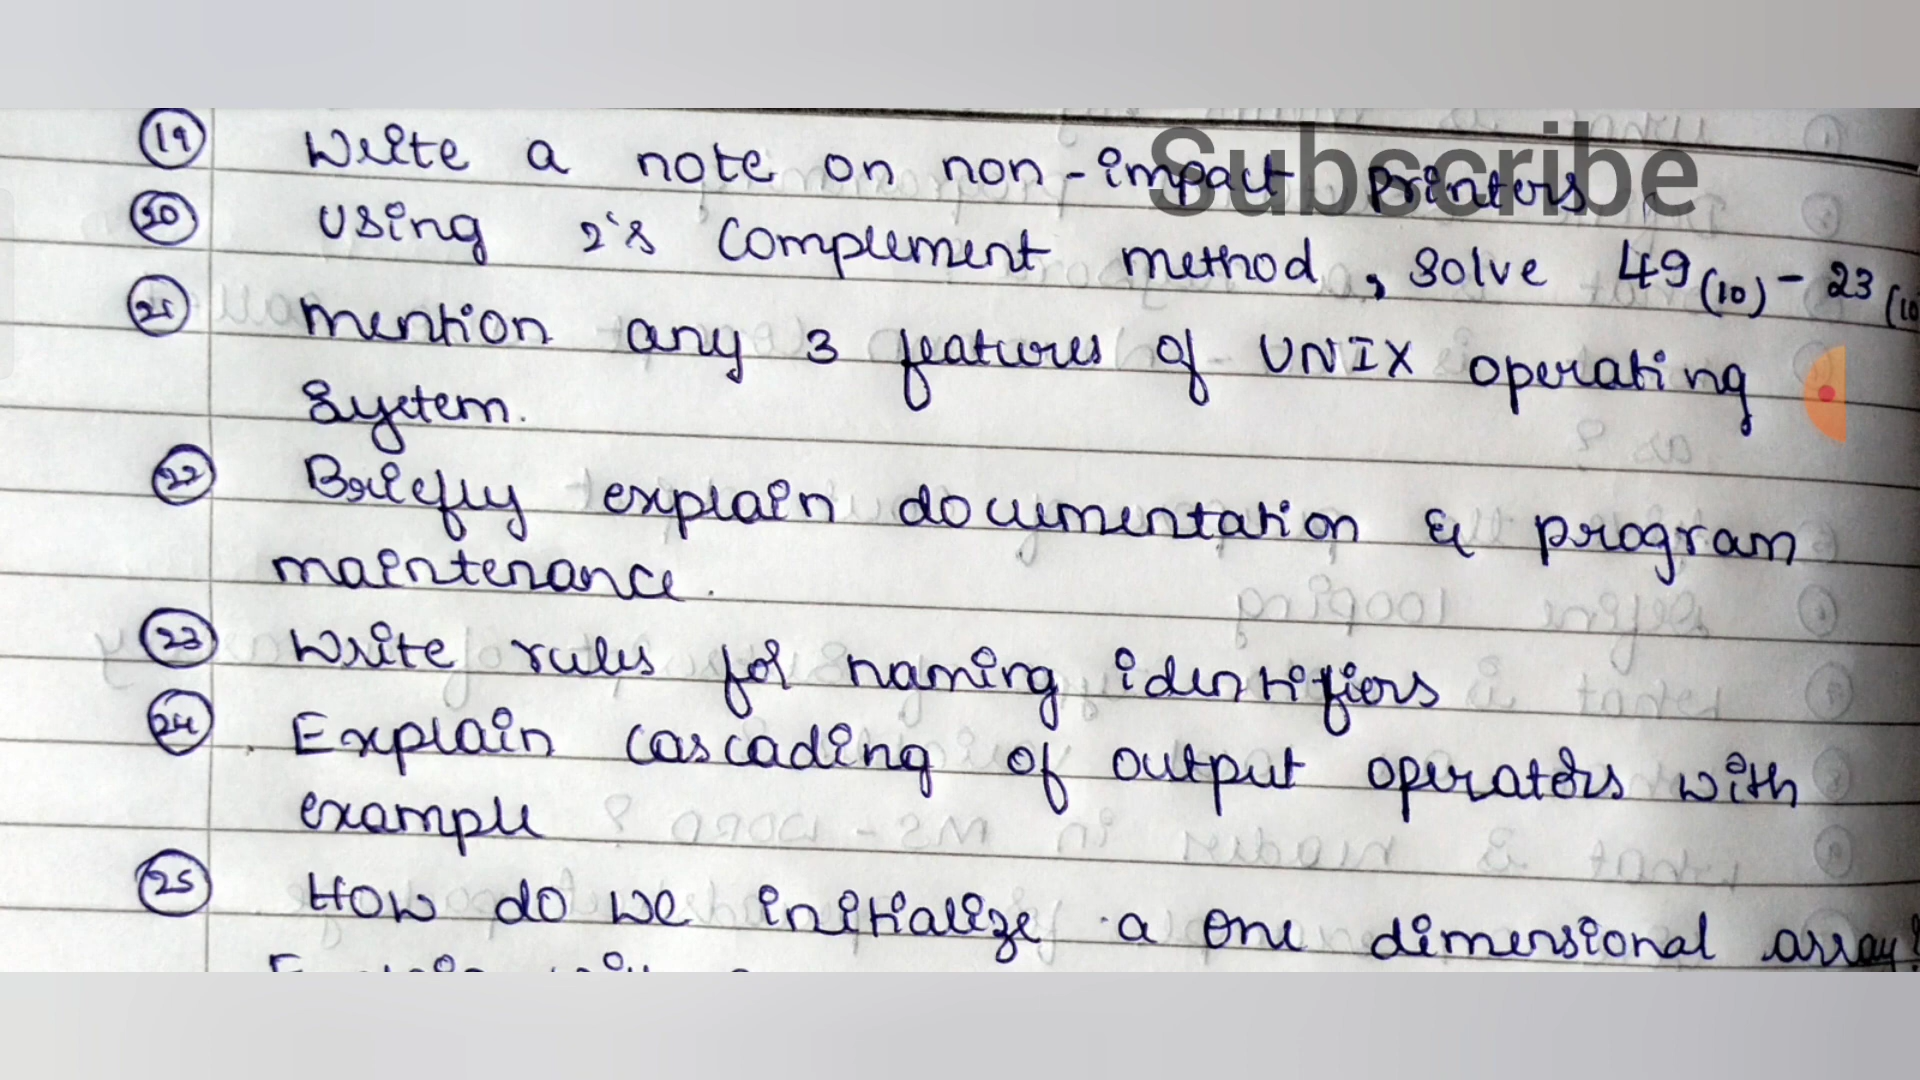 19 Write a note on non-impact printers.
Subscribe
20 Using 2's complement method, solve 49(10) - 23(10
21 mention any 3 features of UNIX operating
System.
22 Briefly explain documentation & program
maintenance.
23 Write rules for naming identifiers
24 Explain cascading of output operators with
example
25 How do we initialize a one dimensional array?